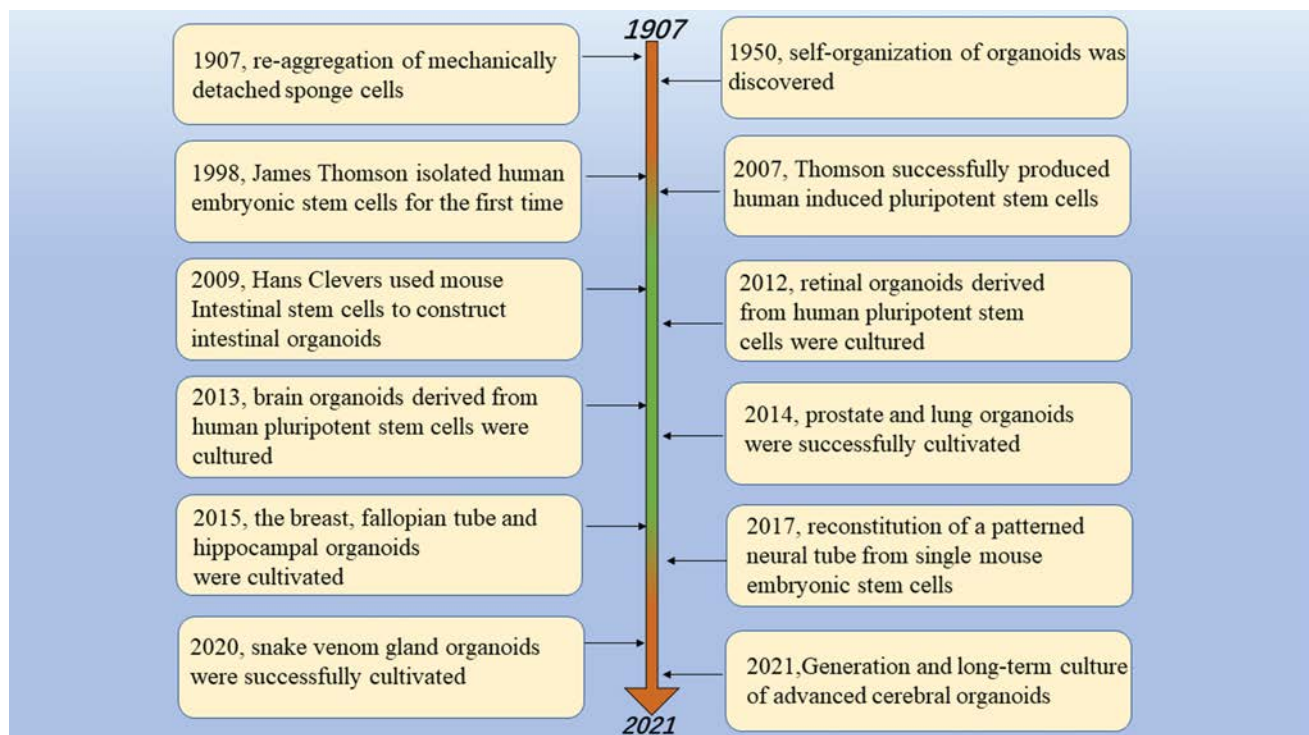 1907
1907, re-aggregation of mechanically
detached sponge cells
1950, self-organization of organoids was
discovered
1998, James Thomson isolated human
embryonic stem cells for the first time
2007, Thomson successfully produced
human induced pluripotent stem cells
2009, Hans Clevers used mouse
Intestinal stem cells to construct
intestinal organoids
2012, retinal organoids derived
from human pluripotent stem
cells were cultured
2013, brain organoids derived from
human pluripotent stem cells were
cultured
2014, prostate and lung organoids
were successfully cultivated
2015, the breast, fallopian tube and
hippocampal organoids
were cultivated
2017, reconstitution of a patterned
neural tube from single mouse
embryonic stem cells
2020, snake venom gland organoids
were successfully cultivated
2021,Generation and long-term culture
of advanced cerebral organoids
2021